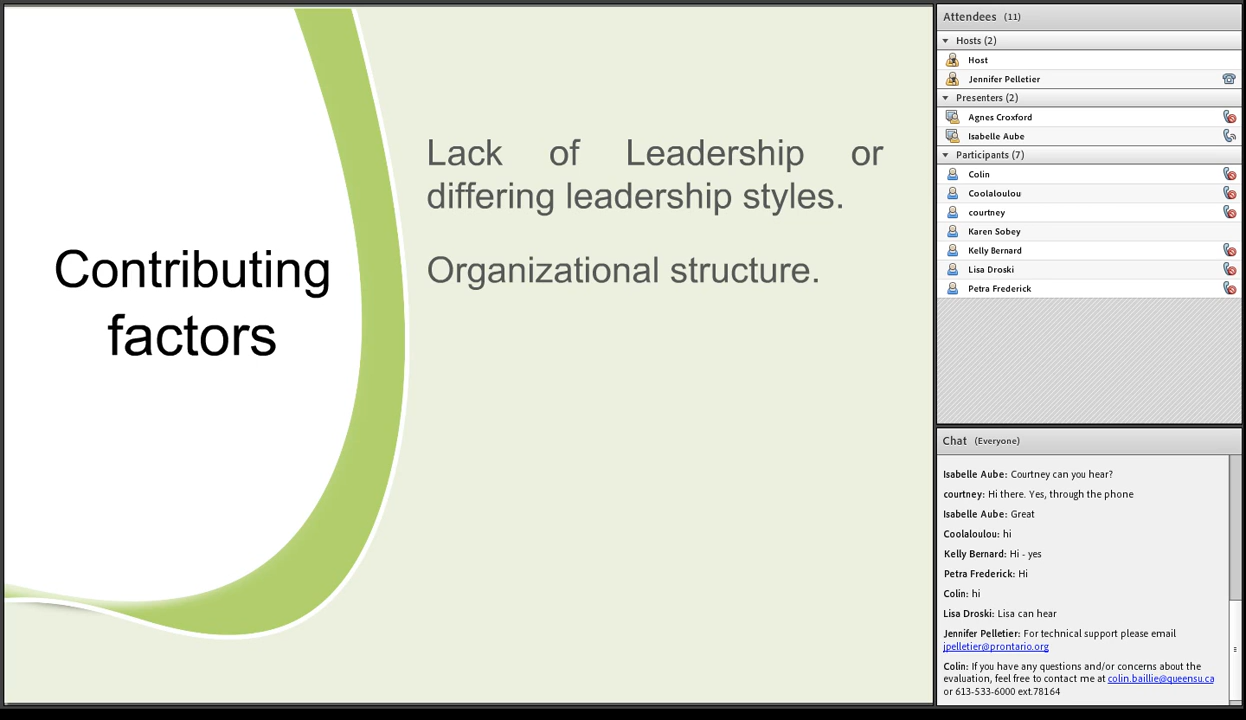 Contributing
factors
Lack of Leadership or
differing leadership styles.
Organizational structure.
Attendees (11)
Hosts (2)
Host
Jennifer Pelletier
Presenters (2)
Agnes Croxford
Isabelle Aube
Participants (7)
Colin
Coolaloulou
courtney
Karen Sobey
Kelly Bernard
Lisa Droski
Petra Frederick
Chat (Everyone)
Isabelle Aube: Courtney can you hear?
courtney: Hi there. Yes, through the phone
Isabelle Aube: Great
Coolaloulou: hi
Kelly Bernard: Hi - yes
Petra Frederick: Hi
Colin: hi
Lisa Droski: Lisa can hear
Jennifer Pelletier: For technical support please email
jpelletier@prontario.org
Colin: If you have any questions and/or concerns about the
evaluation, feel free to contact me at colin.baillie@queensu.ca
or 613-533-6000 ext.78164